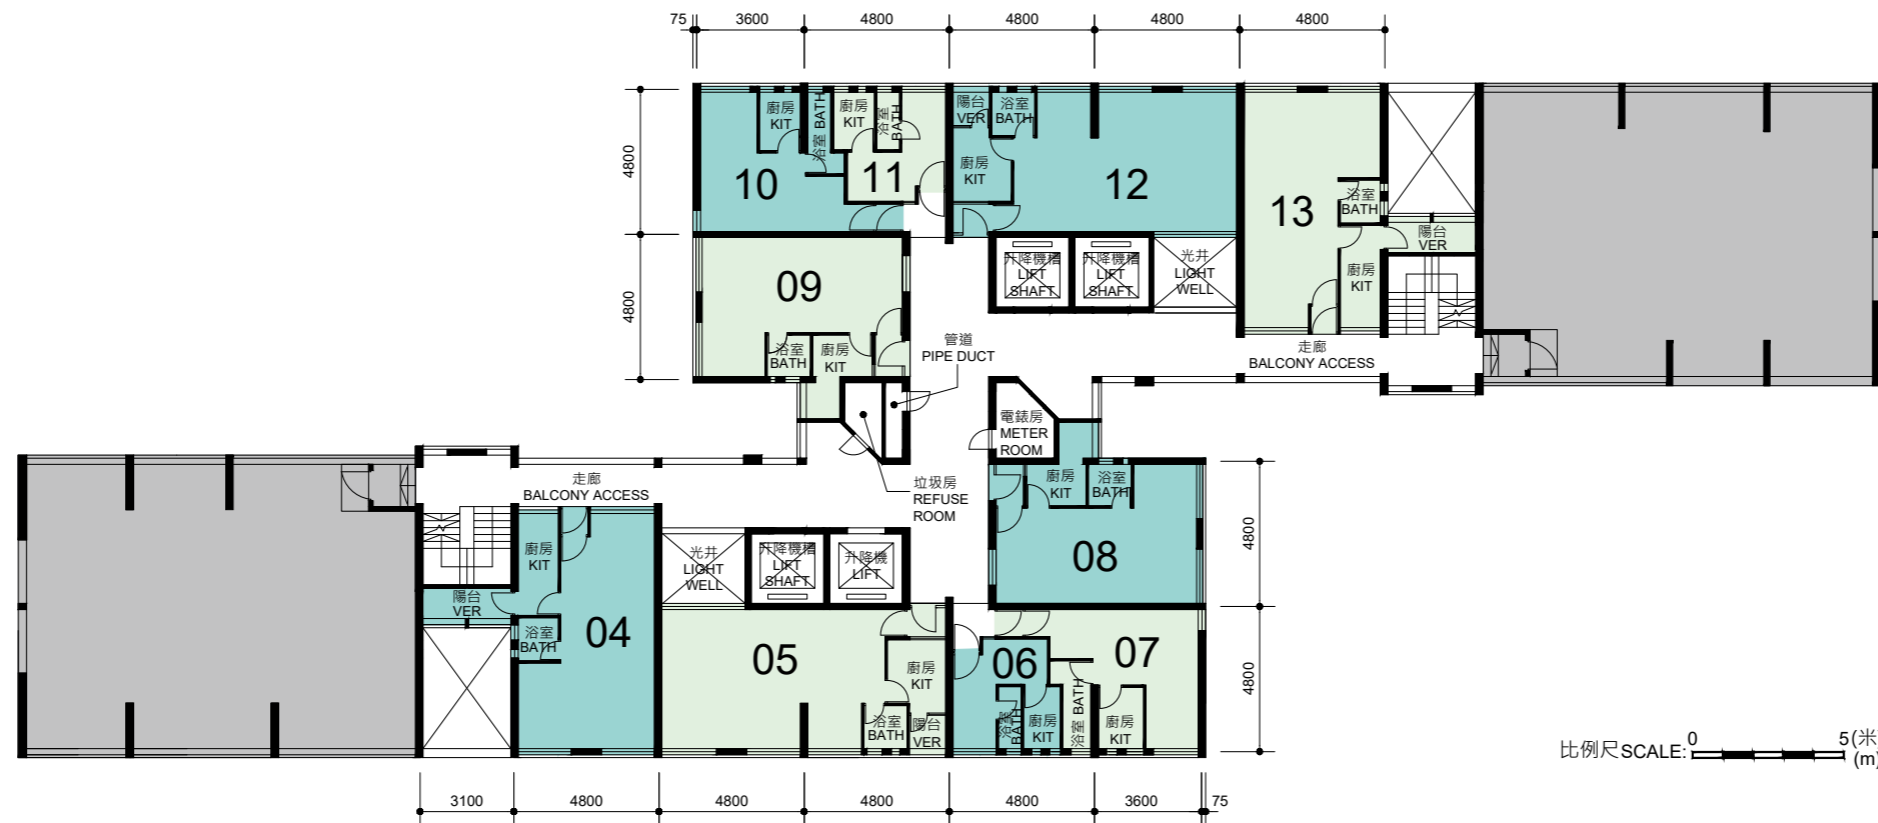 75 3600 4800 4800 4800 4800
4800
4800
廚房
KIT
浴室 BATH
廚房
KIT
浴室
BATH
陽台
VER
浴室
BATH
廚房
KIT
10
11
12
13
浴室
BATH
陽台
VER
廚房
KIT
09
浴室
BATH
廚房
KIT
升降機槽
LIFT
SHAFT
升降機槽
LIFT
SHAFT
光井
LIGHT
WELL
管道
PIPE DUCT
走廊
BALCONY ACCESS
電錶房
METER
ROOM
走廊
BALCONY ACCESS
垃圾房
REFUSE
ROOM
廚房
KIT
浴室
BATH
08
4800
4800
廚房
KIT
陽台
VER
浴室
BATH
04
光井
LIGHT
WELL
升降機槽
LIFT
SHAFT
升降機
LIFT
05
廚房
KIT
浴室
BATH
陽台
VER
06
浴室
BATH
廚房
KIT
浴室 BATH
07
廚房
KIT
3100 4800 4800 4800 4800 3600 75
比例尺SCALE: 0 5(米)
(m)